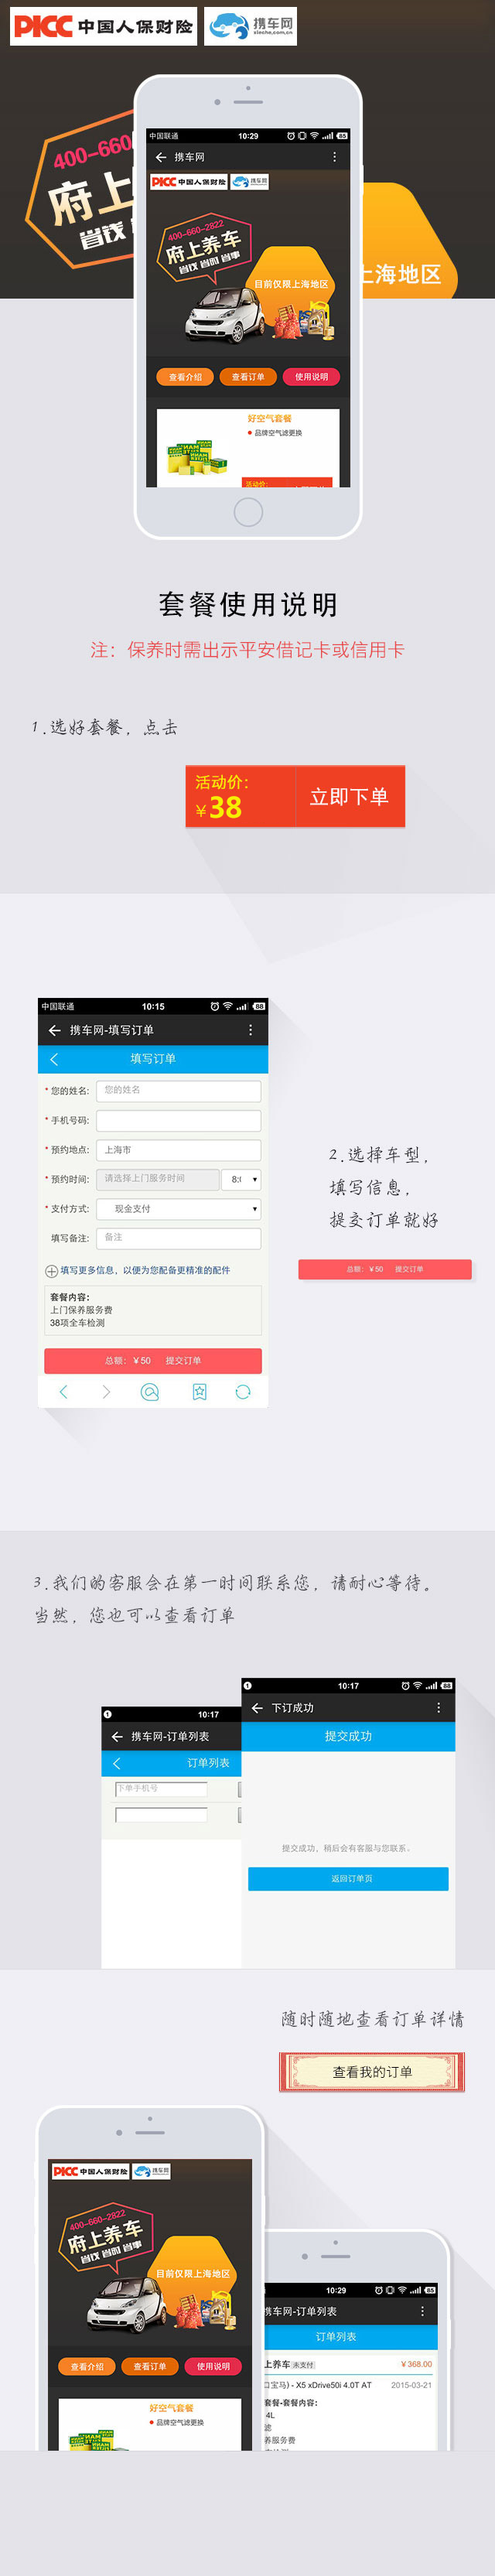 PICC 中国人保财险 携车网
xieche.com.cn
400-660
府上
省钱
上海地区
中国联通 10:29 85
携车网
PICC 中国人保财险 携车网
400-660-2822
府上养车
省钱 省时 省事
目前仅限上海地区
查看介绍 查看订单 使用说明
好空气套餐
品牌空气滤更换
活动价:
套餐使用说明
注：保养时需出示平安借记卡或信用卡
1.选好套餐，点击
活动价:
¥38
立即下单
中国联通 10:15 88
携车网-填写订单
填写订单
* 您的姓名: 您的姓名
* 手机号码:
* 预约地点: 上海市
* 预约时间: 请选择上门服务时间 8:(
* 支付方式: 现金支付
填写备注: 备注
填写更多信息，以便为您配备更精准的配件
套餐内容:
上门保养服务费
38项全车检测
总额: ￥50 提交订单
2.选择车型，
填写信息，
提交订单就好
总额: ￥50 提交订单
3.我们的客服会在第一时间联系您，请耐心等待。
当然，您也可以查看订单
10:17
携车网-订单列表
订单列表
下单手机号
10:17 88
下订成功
提交成功
提交成功，稍后会有客服与您联系。
返回订单页
随时随地查看订单详情
查看我的订单
PICC 中国人保财险 携车网
400-660-2822
府上养车
省钱 省时 省事
目前仅限上海地区
查看介绍 查看订单 使用说明
好空气套餐
品牌空气滤更换
10:29 85
携车网-订单列表
订单列表
上养车 未支付 ￥368.00
宝马) - X5 xDrive50i 4.0T AT 2015-03-21
套餐-套餐内容:
4L
滤
养服务费